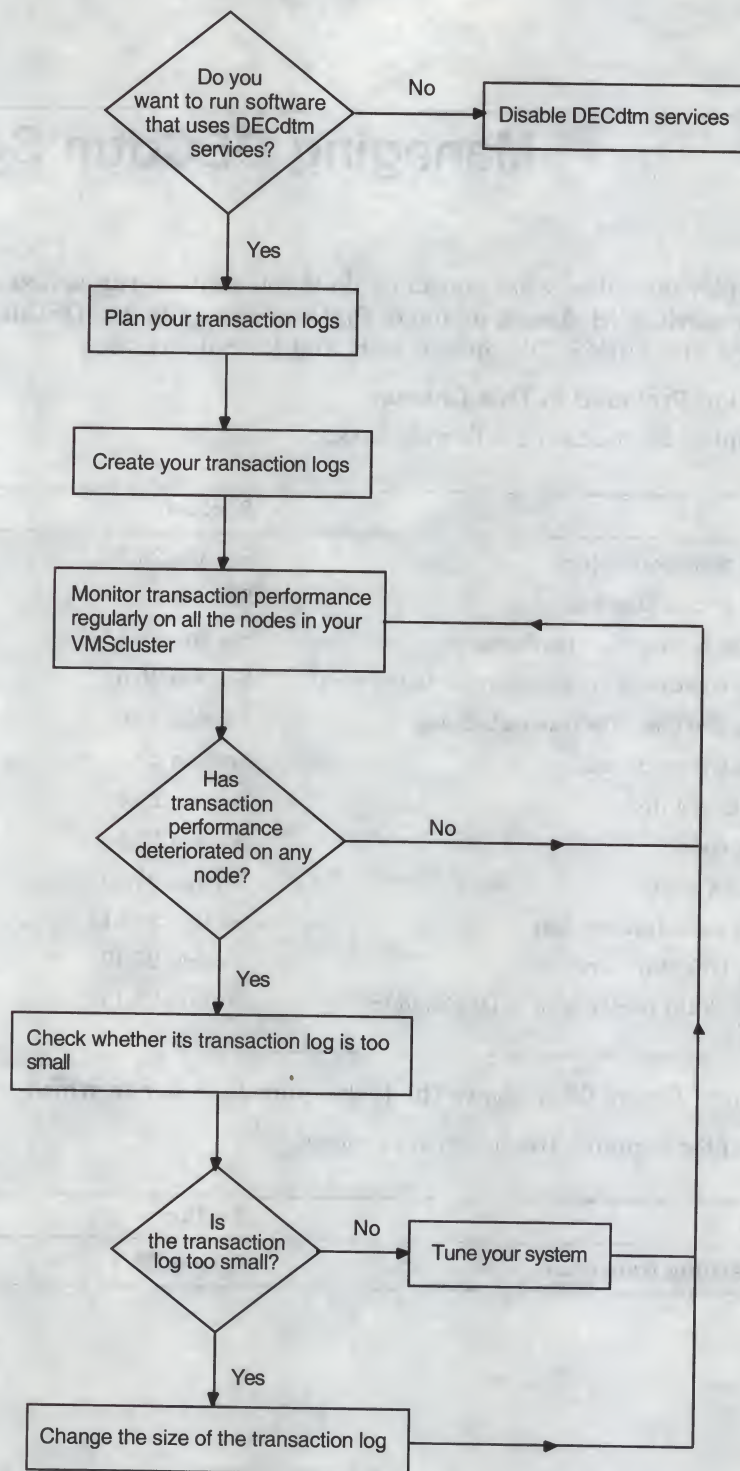 Do you
want to run software
that uses DECdtm
services?
No
Disable DECdtm services
Yes
Plan your transaction logs
Create your transaction logs
Monitor transaction performance
regularly on all the nodes in your
VMScluster
Has
transaction
performance
deteriorated on any
node?
No
Yes
Check whether its transaction log is too
small
Is
the transaction
log too small?
No
Tune your system
Yes
Change the size of the transaction log